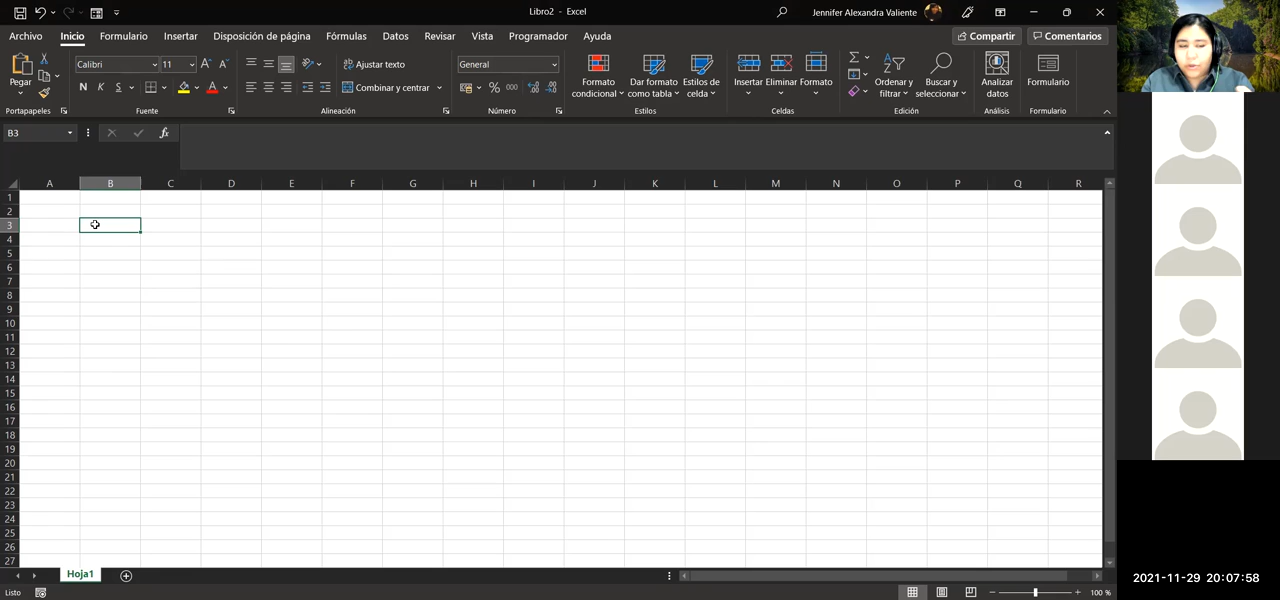 Libro2 - Excel
Jennifer Alexandra Valiente
Archivo Inicio Formulario Insertar Disposición de página Fórmulas Datos Revisar Vista Programador Ayuda
Compartir Comentarios
Pegar
Portapapeles
Calibri 11
N K S
Fuente
Ajustar texto
Combinar y centrar
Alineación
General
% 000
Número
Formato condicional
Dar formato como tabla
Estilos de celda
Estilos
Insertar Eliminar Formato
Celdas
Ordenar y filtrar
Buscar y seleccionar
Edición
Analizar datos
Análisis
Formulario
Formulario
B3
fx
A B C D E F G H I J K L M N O P Q R
1
2
3
4
5
6
7
8
9
10
11
12
13
14
15
16
17
18
19
20
21
22
23
24
25
26
27
Hoja1
Listo
100 %
2021-11-29 20:07:58